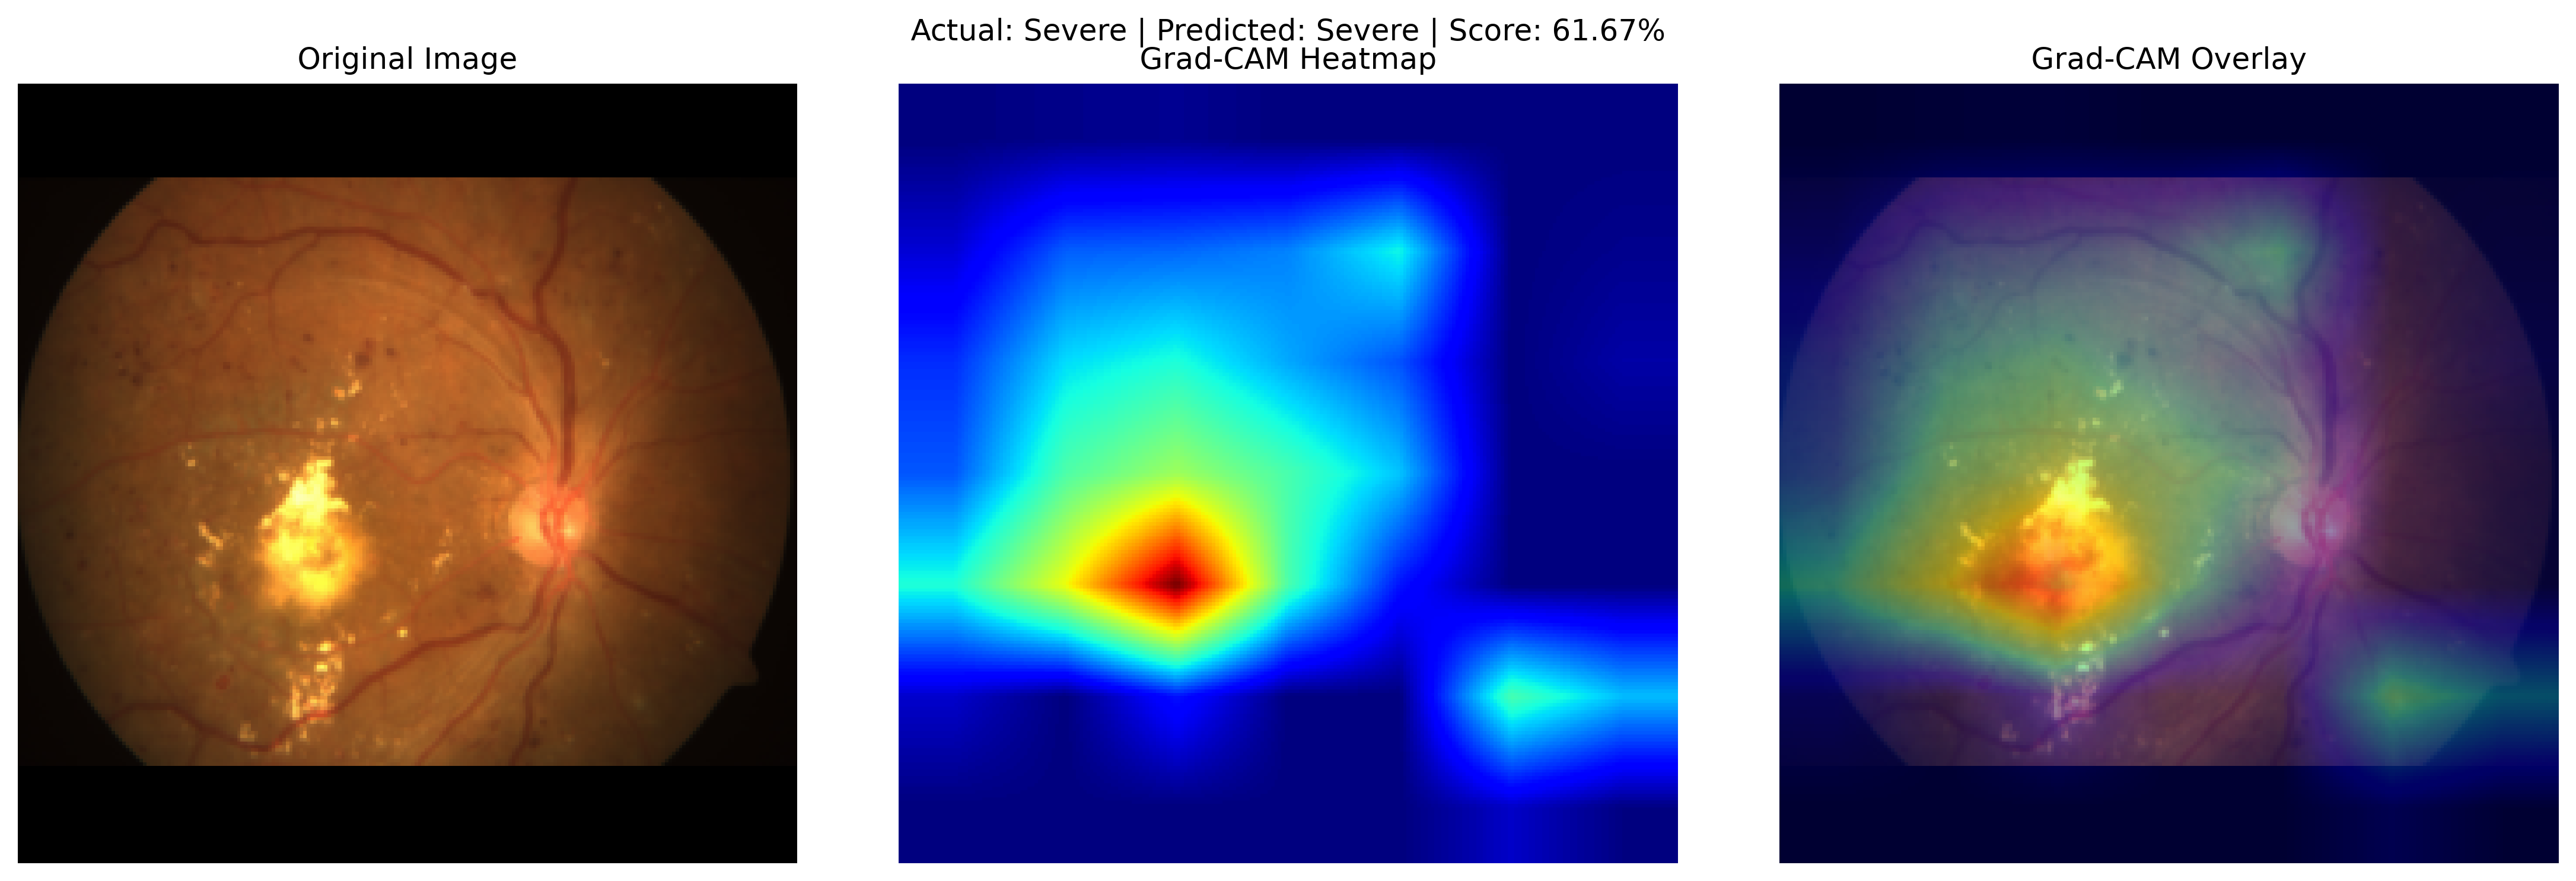 Actual: Severe | Predicted: Severe | Score: 61.67%
Original Image
Grad-CAM Heatmap
Grad-CAM Overlay